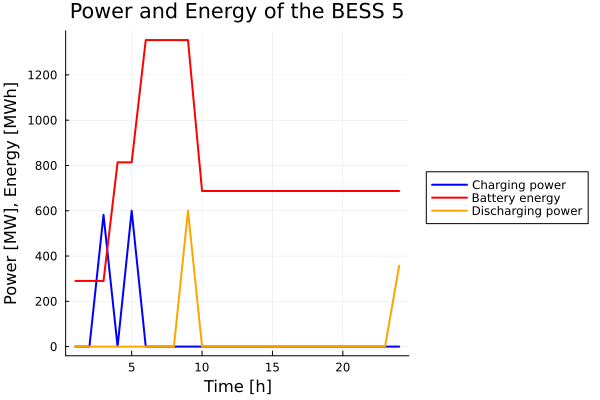 Power and Energy of the BESS 5
Power [MW], Energy [MWh]
1200
1000
800
600
400
200
0
5
10
15
20
Time [h]
Charging power
Battery energy
Discharging power